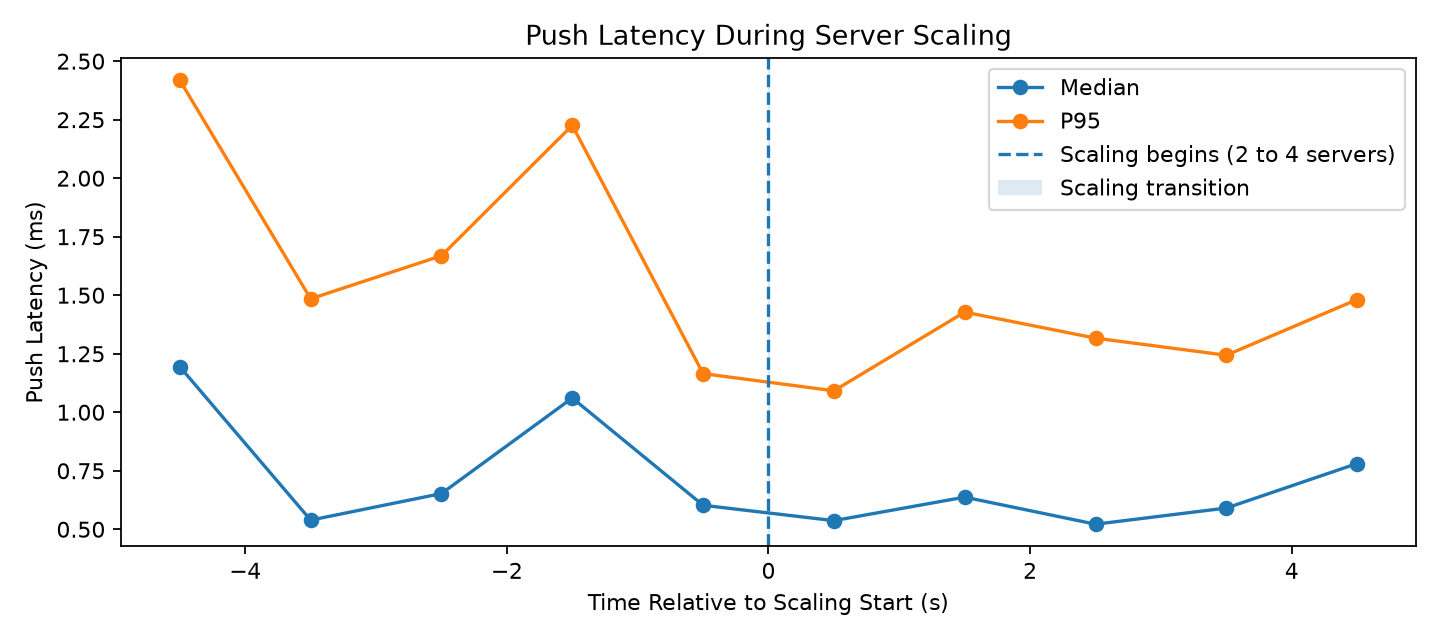 Push Latency During Server Scaling
2.50
2.25
2.00
1.75
1.50
1.25
1.00
0.75
0.50
Push Latency (ms)
Median
P95
Scaling begins (2 to 4 servers)
Scaling transition
−4
−2
0
2
4
Time Relative to Scaling Start (s)